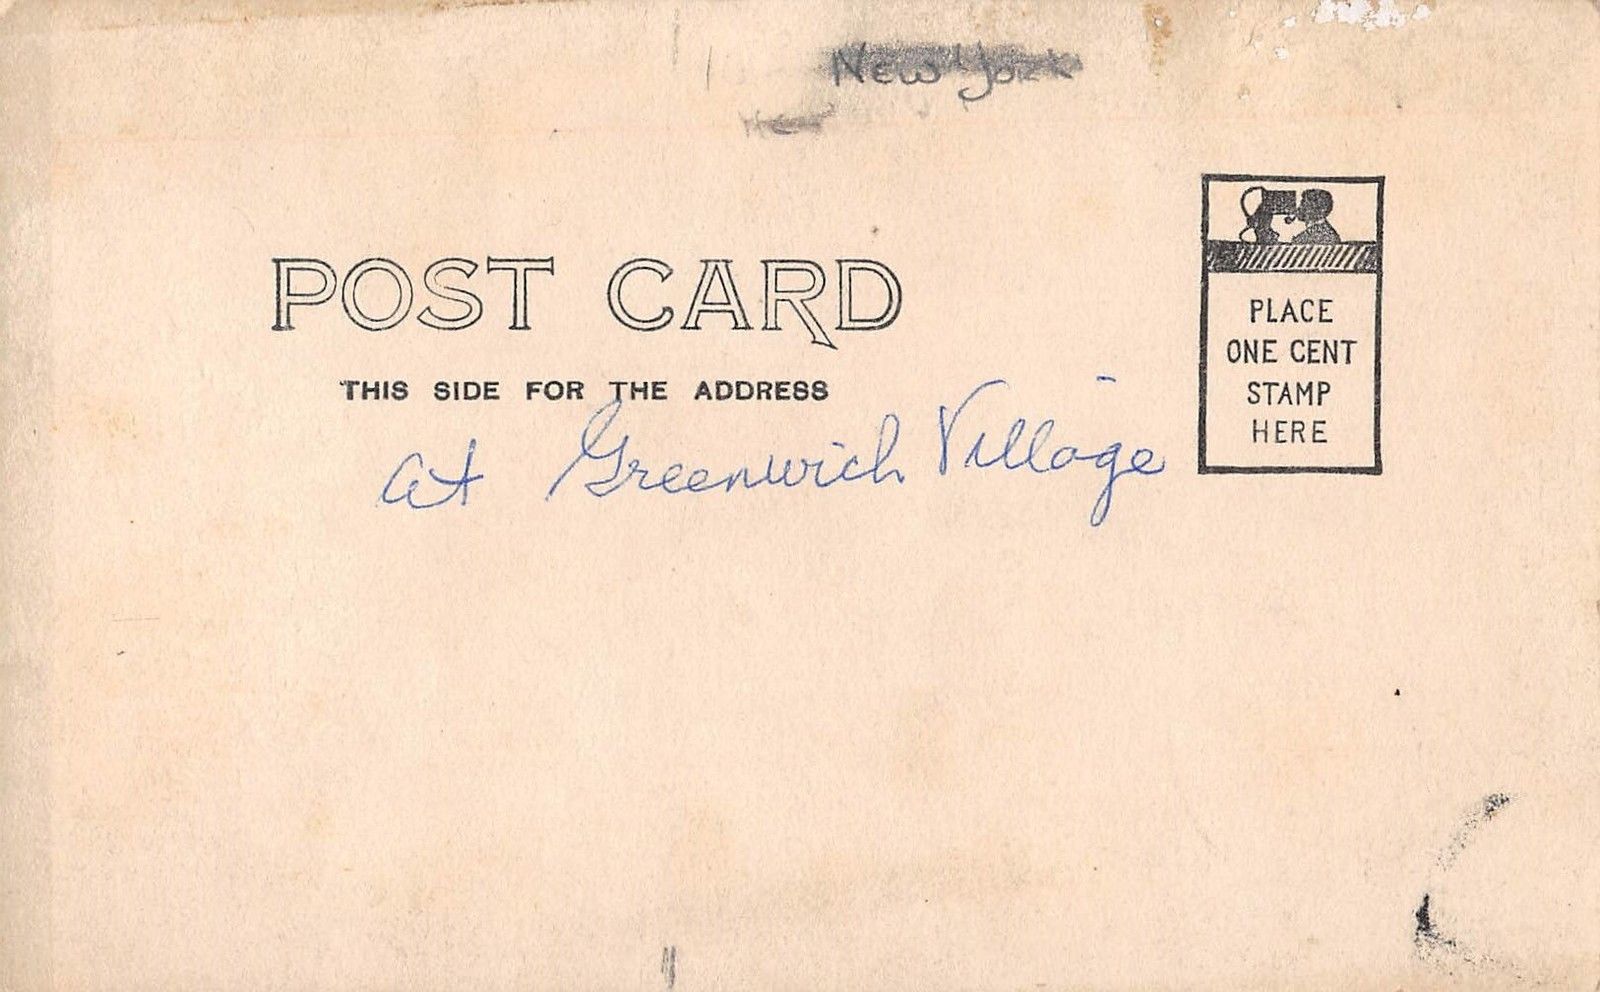 New York
POST CARD
THIS SIDE FOR THE ADDRESS
at Greenwich Village
PLACE
ONE CENT
STAMP
HERE